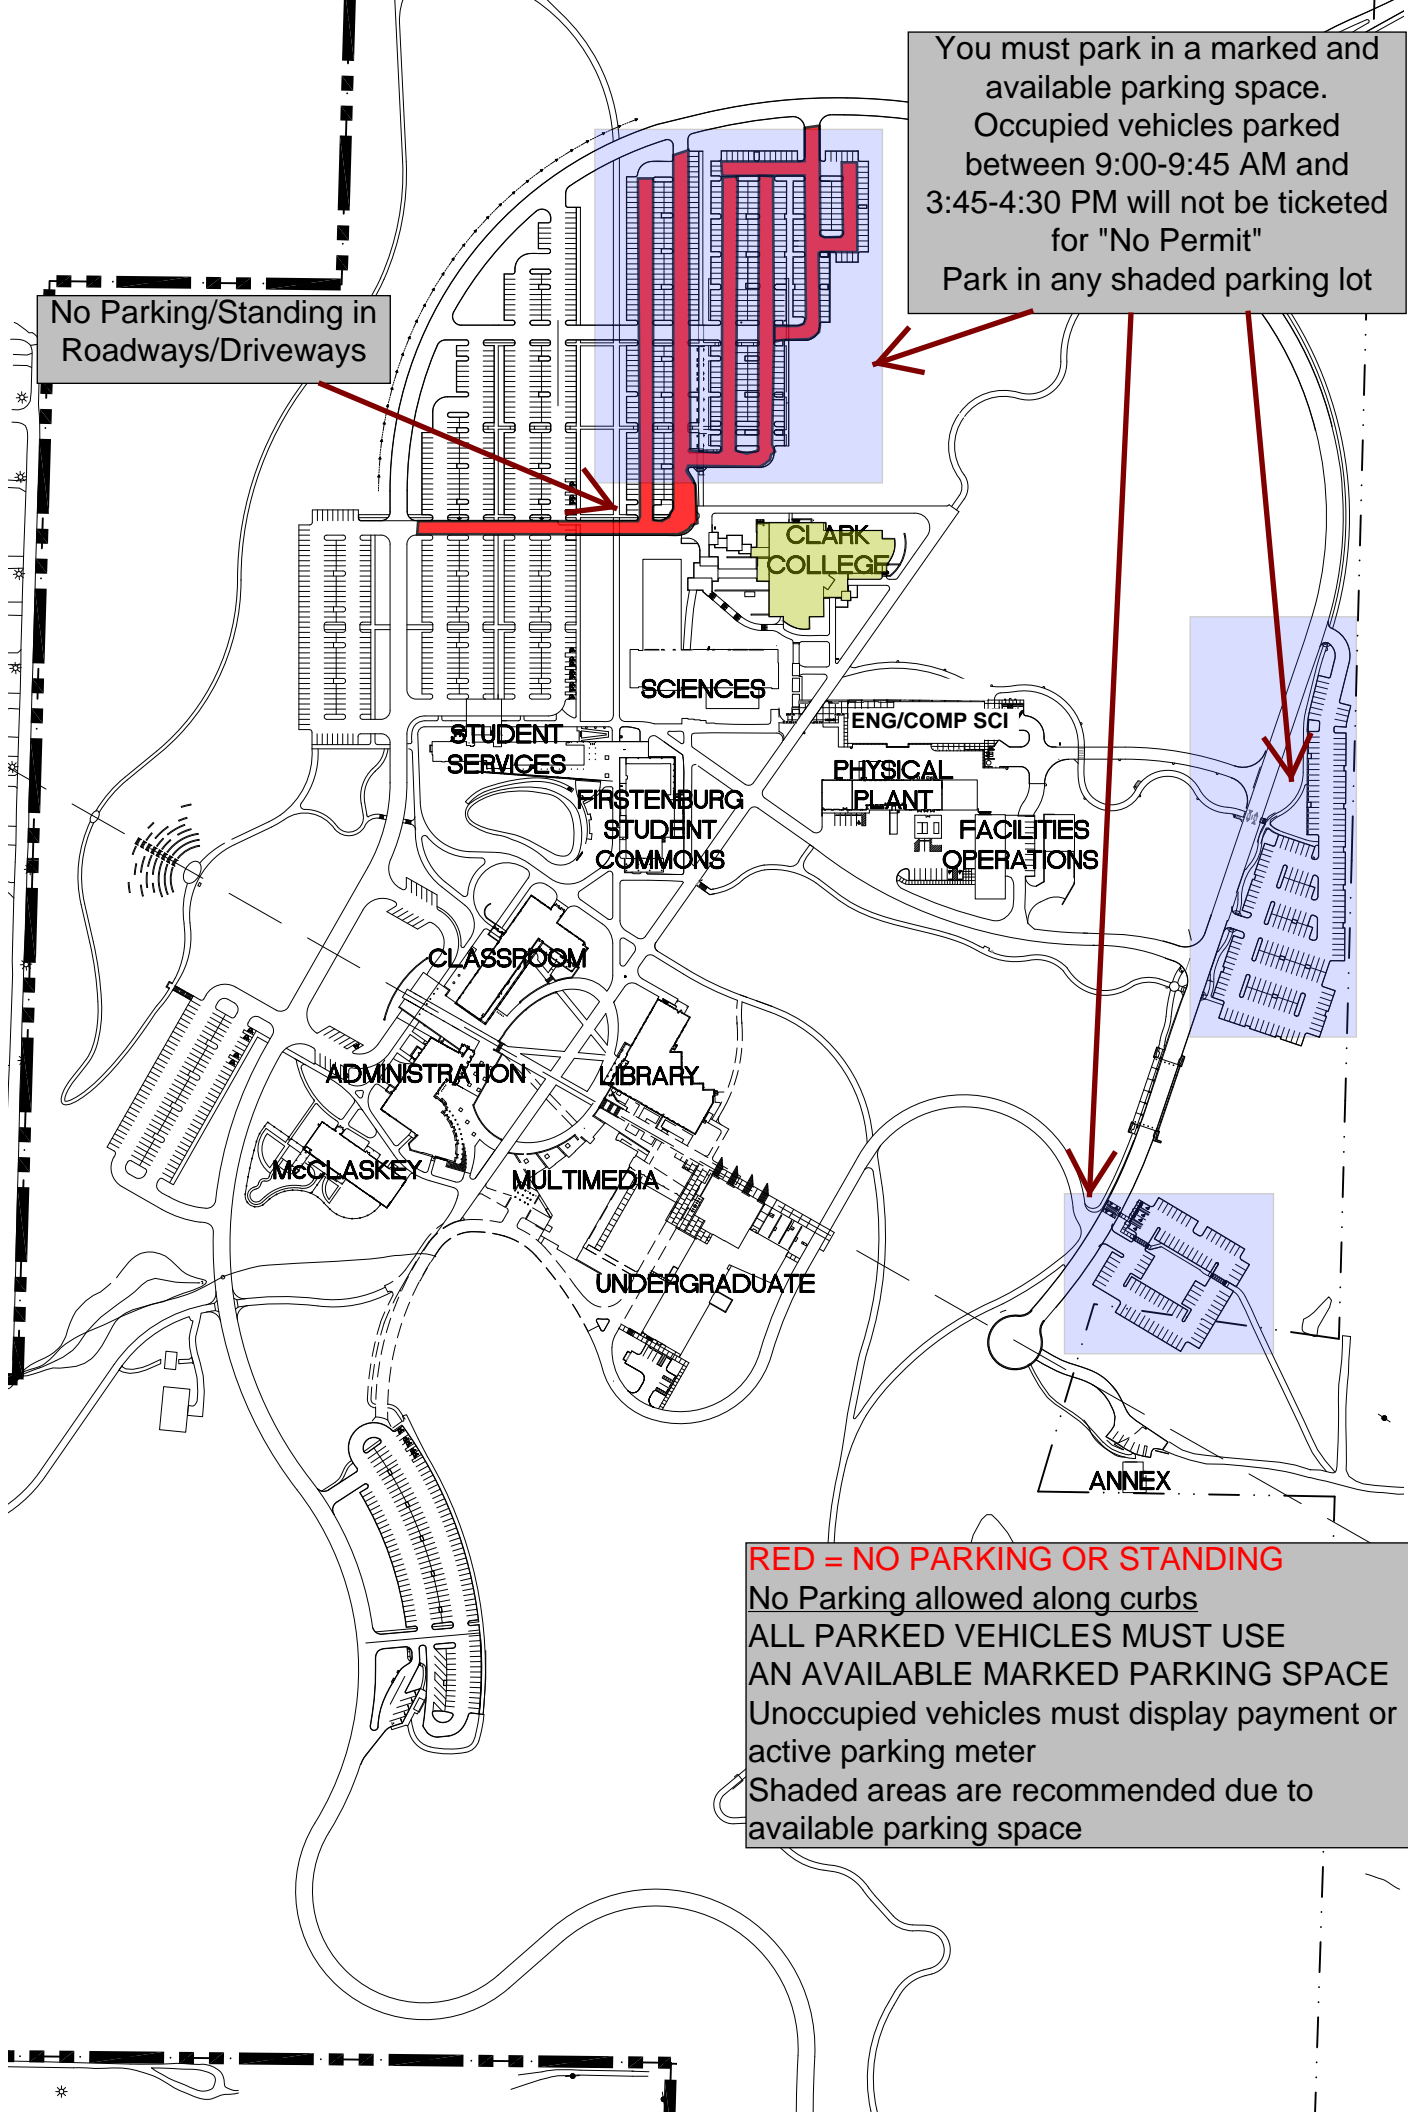 You must park in a marked and
available parking space.
Occupied vehicles parked
between 9:00-9:45 AM and
3:45-4:30 PM will not be ticketed
for "No Permit"
Park in any shaded parking lot
No Parking/Standing in
Roadways/Driveways
CLARK
COLLEGE
SCIENCES
ENG/COMP SCI
STUDENT
SERVICES
PHYSICAL
PLANT
FIRSTENBURG
STUDENT
COMMONS
FACILITIES
OPERATIONS
CLASSROOM
ADMINISTRATION
LIBRARY
McCLASKEY
MULTIMEDIA
UNDERGRADUATE
ANNEX
RED = NO PARKING OR STANDING
No Parking allowed along curbs
ALL PARKED VEHICLES MUST USE
AN AVAILABLE MARKED PARKING SPACE
Unoccupied vehicles must display payment or
active parking meter
Shaded areas are recommended due to
available parking space